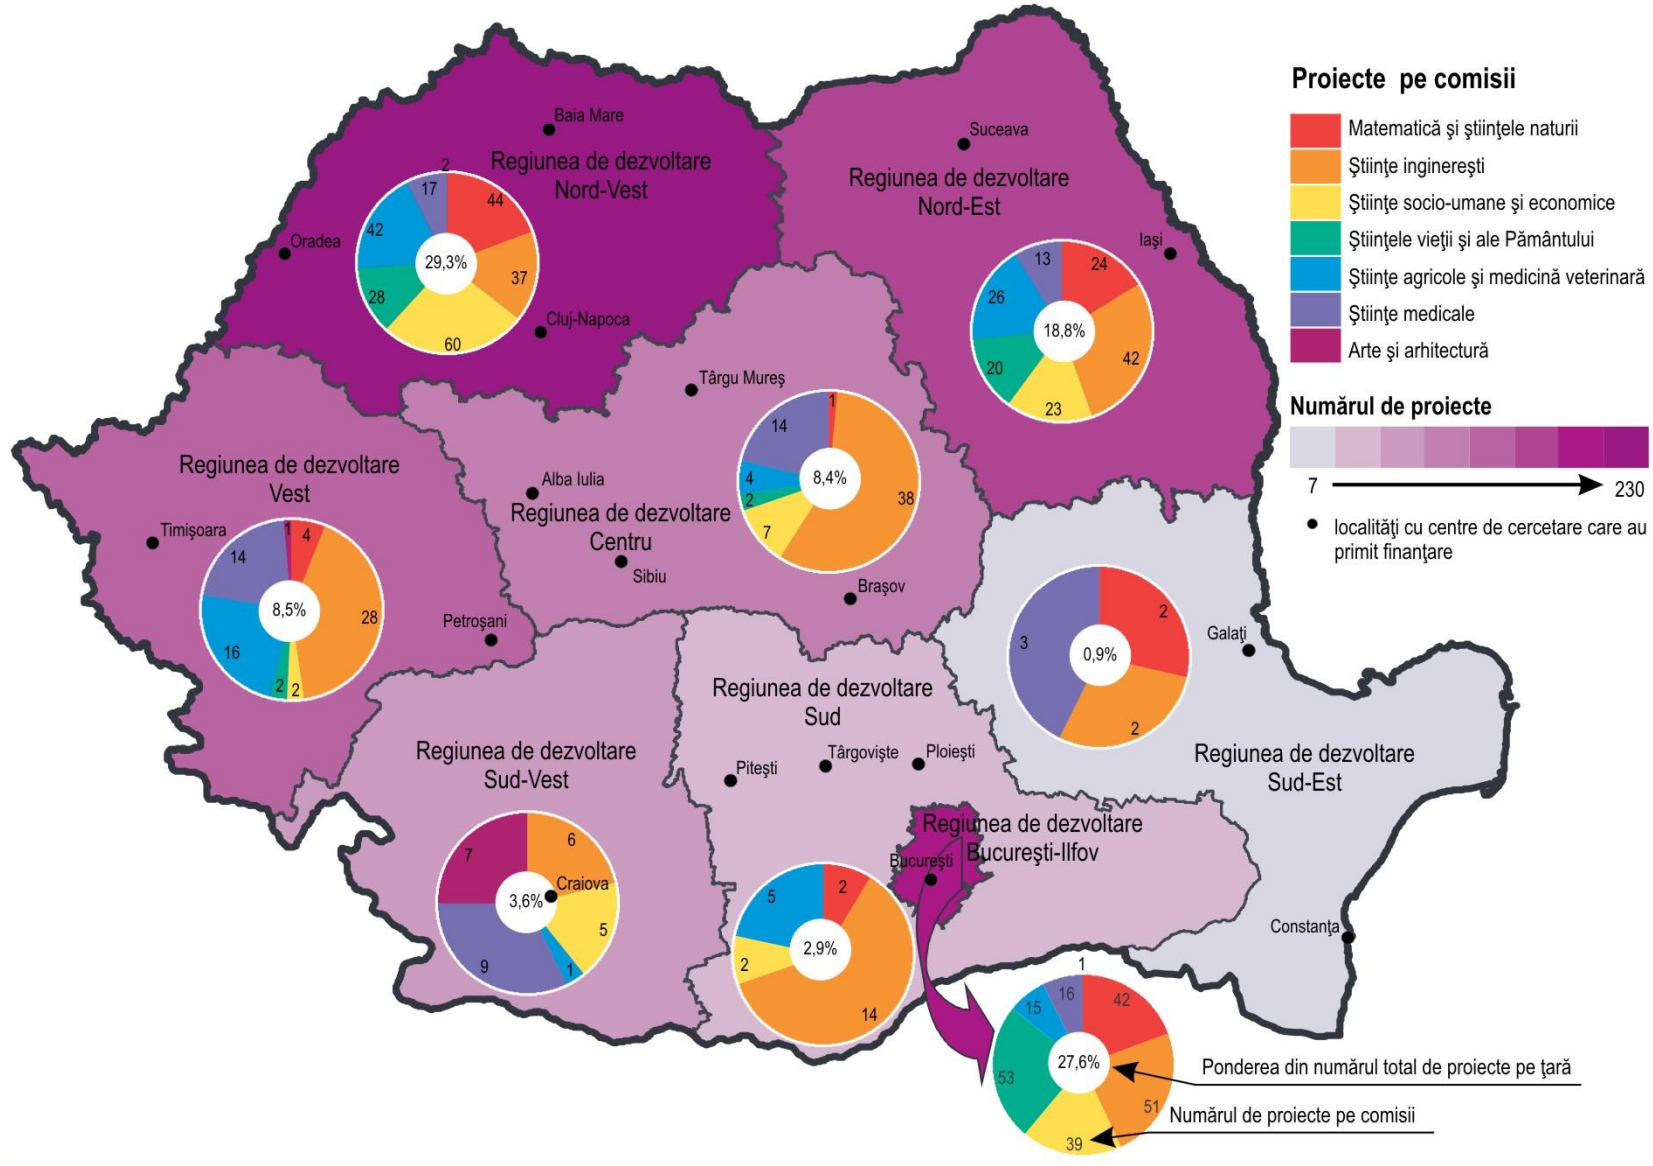 Proiecte pe comisii
Matematică şi ştiinţele naturii
Ştiinţe inginereşti
Ştiinţe socio-umane şi economice
Ştiinţele vieţii şi ale Pământului
Ştiinţe agricole si medicină veterinară
Ştiinţe medicale
Arte şi arhitectură
Numărul de proiecte
7
230
localităţi cu centre de cercetare care au
primit finanţare
Baia Mare
Regiunea de dezvoltare
Nord-Vest
Oradea
Cluj-Napoca
2
17
44
42
29,3%
37
28
60
Suceava
Regiunea de dezvoltare
Nord-Est
Iaşi
13
24
26
18,8%
42
20
23
Târgu Mureş
Alba Iulia
Regiunea de dezvoltare
Centru
Sibiu
Braşov
1
14
4
8,4%
38
2
7
Regiunea de dezvoltare
Vest
Timişoara
Petroşani
1
4
14
8,5%
28
16
2
2
Galaţi
3
2
0,9%
2
Regiunea de dezvoltare
Sud-Est
Constanţa
Regiunea de dezvoltare
Sud
Piteşti
Târgovişte
Ploieşti
5
2
2,9%
2
14
Regiunea de dezvoltare
Sud-Vest
7
6
Craiova
3,6%
5
9
1
Regiunea de dezvoltare
Bucureşti-Ilfov
Bucureşti
1
15
16
42
27,6%
53
51
39
Ponderea din numărul total de proiecte pe ţară
Numărul de proiecte pe comisii